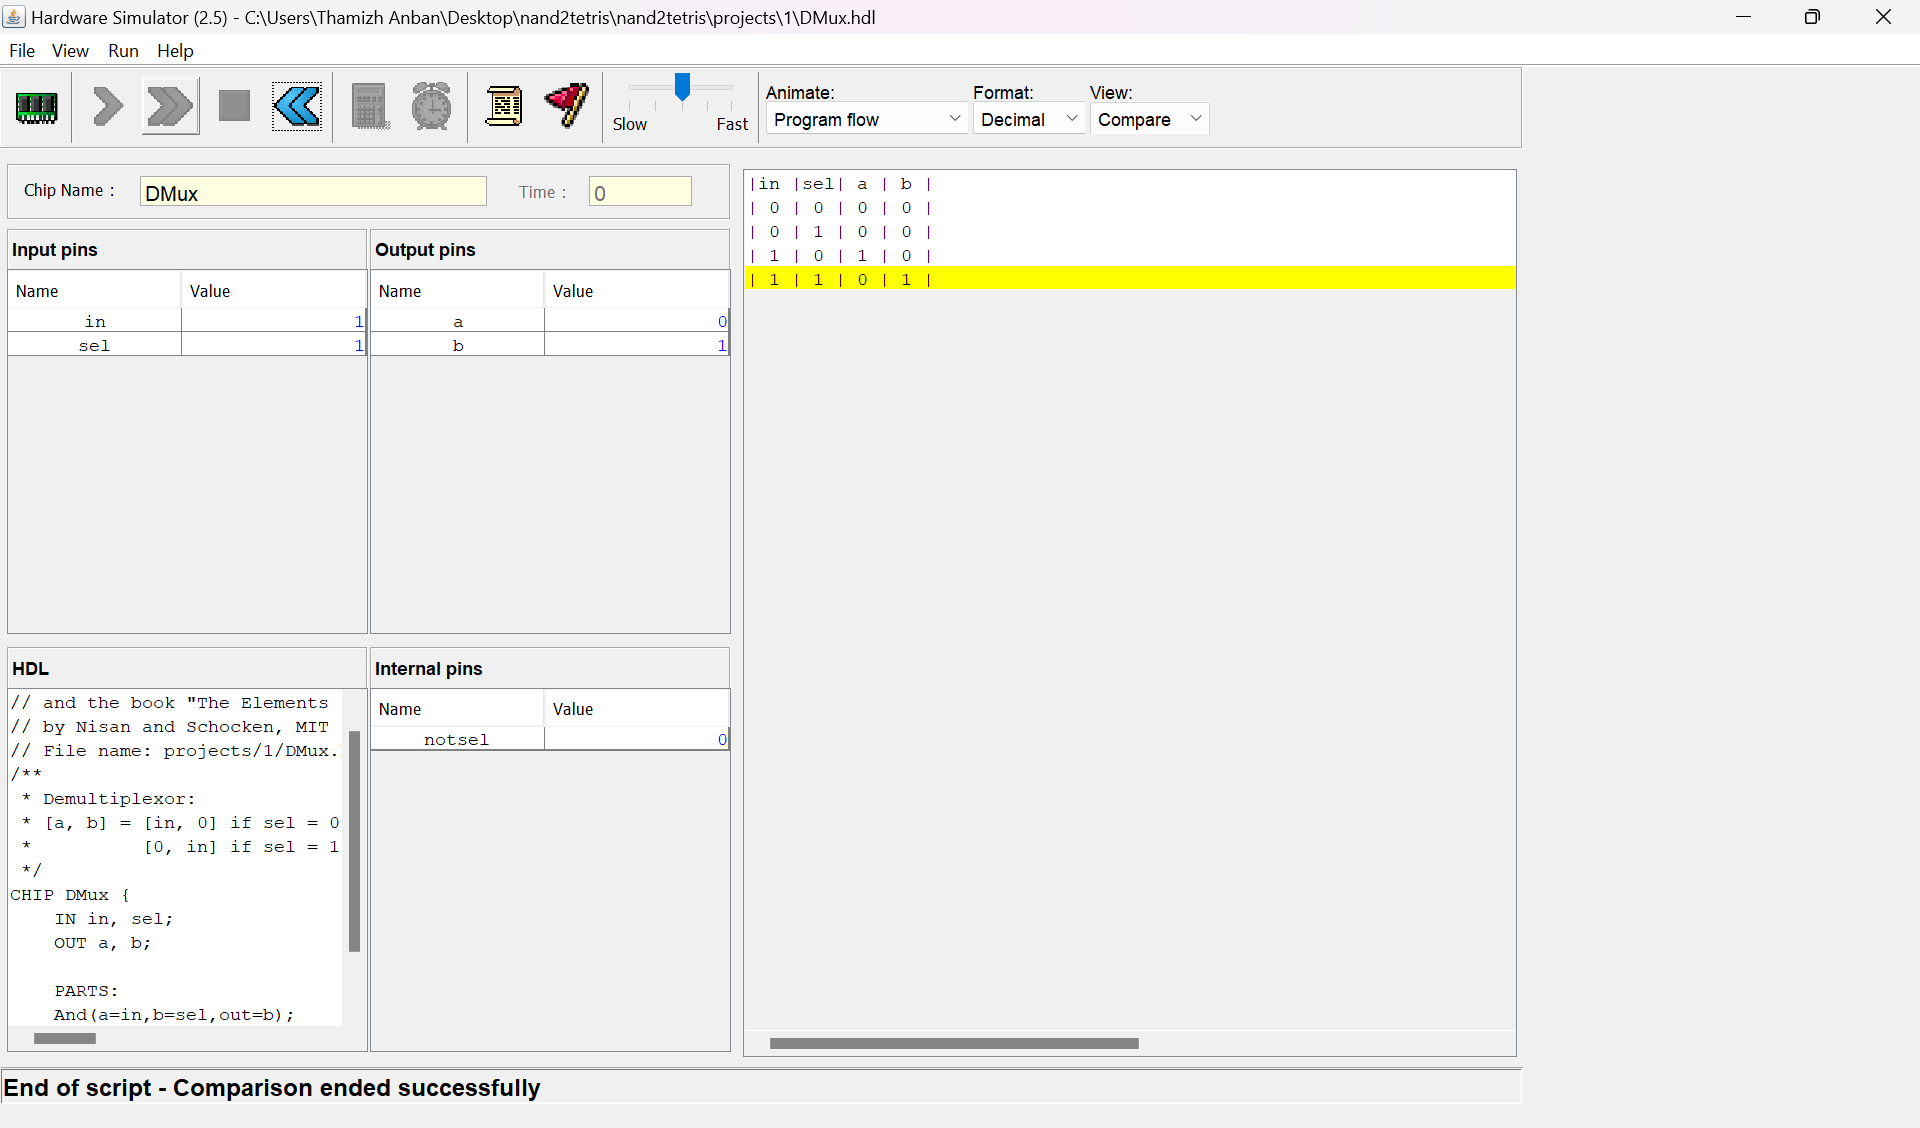 Hardware Simulator (2.5) - C:\Users\Thamizh Anban\Desktop\nand2tetris\nand2tetris\projects\1\DMux.hdl
File View Run Help
Slow Fast
Animate: Format: View:
Program flow Decimal Compare
Chip Name : DMux Time : 0
Input pins
Name Value
in 1
sel 1
Output pins
Name Value
a 0
b 1
HDL
// and the book "The Elements
// by Nisan and Schocken, MIT
// File name: projects/1/DMux.
/**
* Demultiplexor:
* [a, b] = [in, 0] if sel = 0
* [0, in] if sel = 1
*/
CHIP DMux {
IN in, sel;
OUT a, b;
PARTS:
And(a=in,b=sel,out=b);
Internal pins
Name Value
notsel 0
|in |sel| a | b |
| 0 | 0 | 0 | 0 |
| 0 | 1 | 0 | 0 |
| 1 | 0 | 1 | 0 |
| 1 | 1 | 0 | 1 |
End of script - Comparison ended successfully